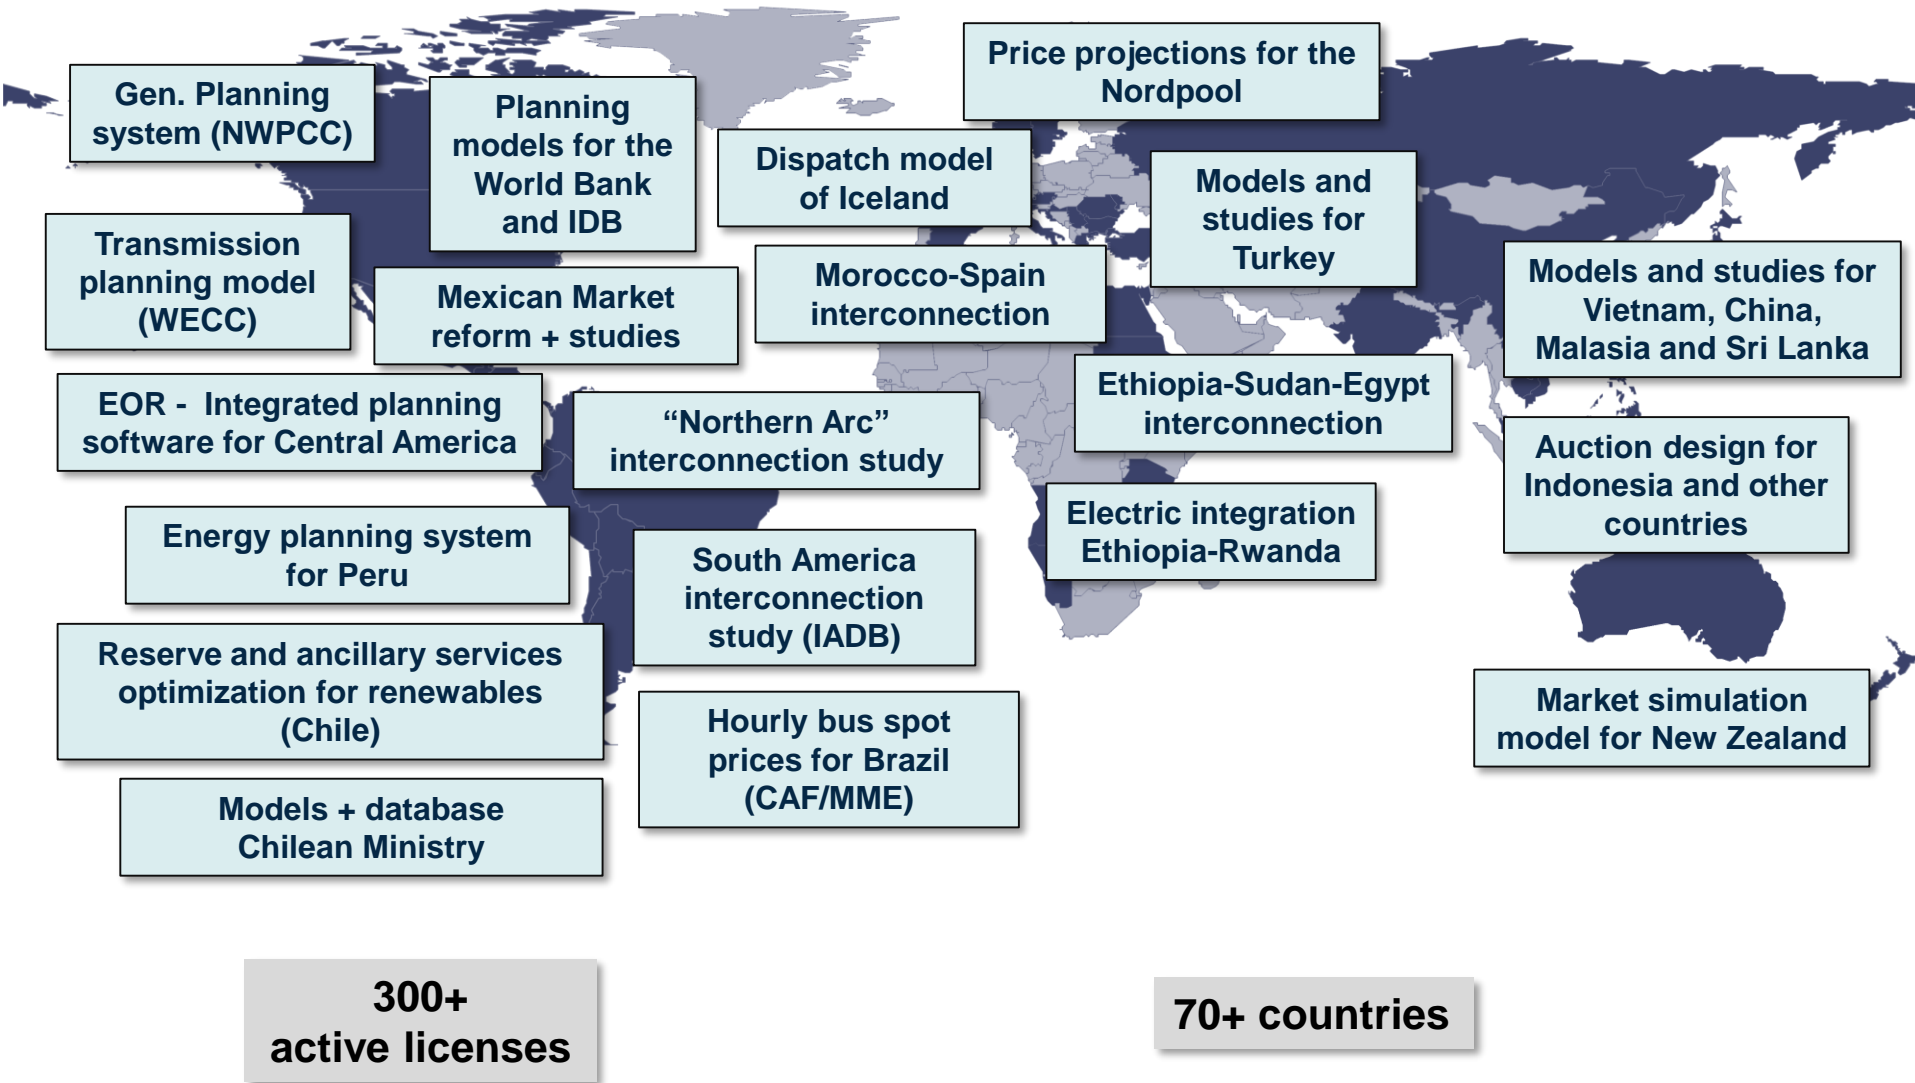 Gen. Planning
system (NWPCC)
Planning
models for the
World Bank
and IDB
Price projections for the
Nordpool
Dispatch model
of Iceland
Models and
studies for
Turkey
Transmission
planning model
(WECC)
Mexican Market
reform + studies
Morocco-Spain
interconnection
Models and studies for
Vietnam, China,
Malasia and Sri Lanka
EOR -  Integrated planning
software for Central America
“Northern Arc”
interconnection study
Ethiopia-Sudan-Egypt
interconnection
Auction design for
Indonesia and other
countries
Energy planning system
for Peru
South America
interconnection
study (IADB)
Electric integration
Ethiopia-Rwanda
Reserve and ancillary services
optimization for renewables
(Chile)
Hourly bus spot
prices for Brazil
(CAF/MME)
Market simulation
model for New Zealand
Models + database
Chilean Ministry
300+
active licenses
70+ countries